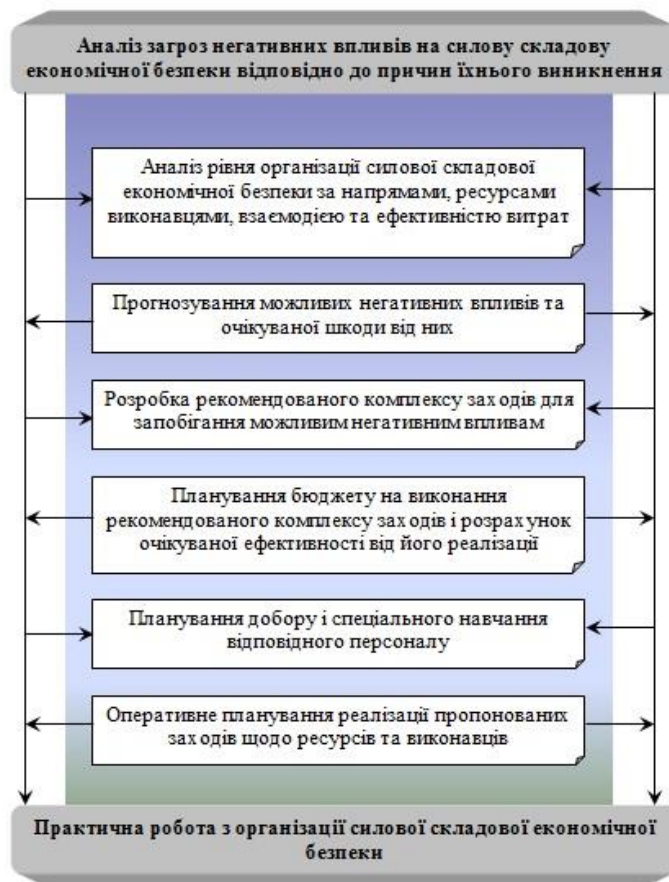 Аналіз загроз негативних впливів на силову складову
економічної безпеки відповідно до причин їхнього виникнення
Аналіз рівня організації силової складової
економічної безпеки за напрямами, ресурсами
виконавцями, взаємодією та ефективністю витрат
Прогнозування можливих негативних впливів та
очікуваної шкоди від них
Розробка рекомендованого комплексу заходів для
запобігання можливим негативним впливам
Планування бюджету на виконання
рекомендованого комплексу заходів і розрахунок
очікуваної ефективності від його реалізації
Планування добору і спеціального навчання
відповідного персоналу
Оперативне планування реалізації пропонованих
заходів щодо ресурсів та виконавців
Практична робота з організації силової складової економічної
безпеки